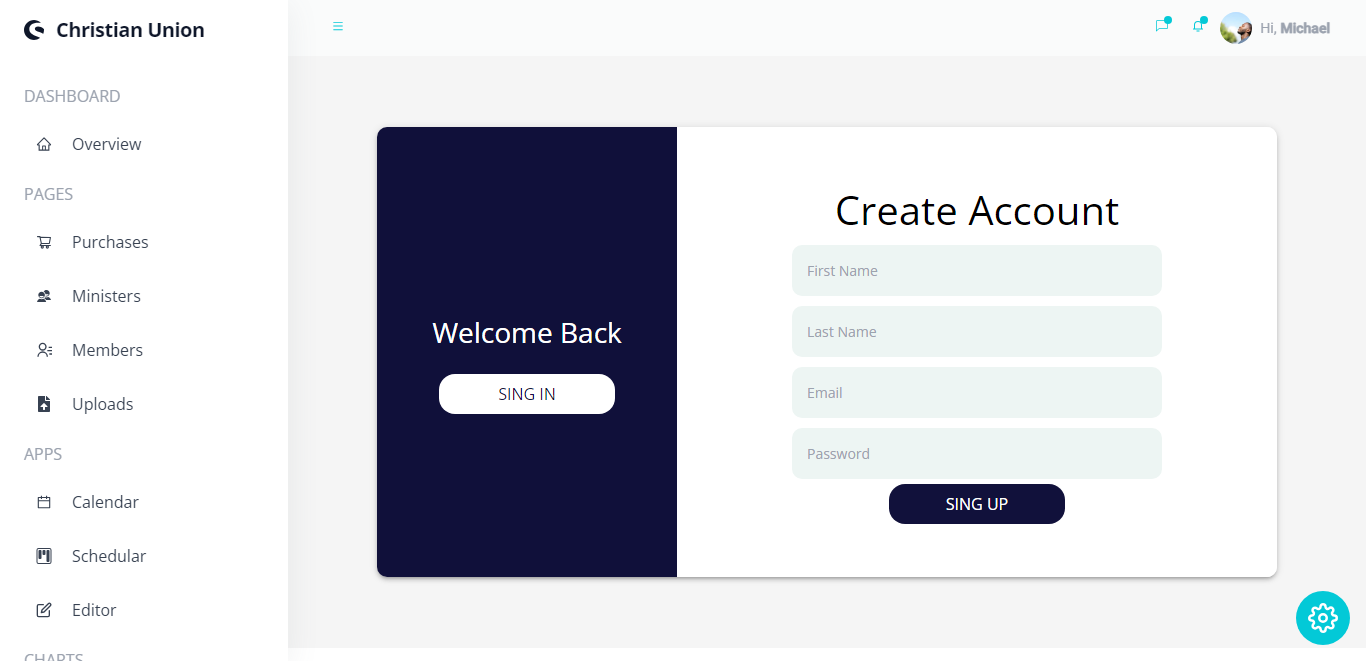 Christian Union
DASHBOARD
Overview
PAGES
Purchases
Ministers
Members
Uploads
APPS
Calendar
Schedular
Editor
CHARTS
Hi, Michael
Welcome Back
SING IN
Create Account
First Name
Last Name
Email
Password
SING UP